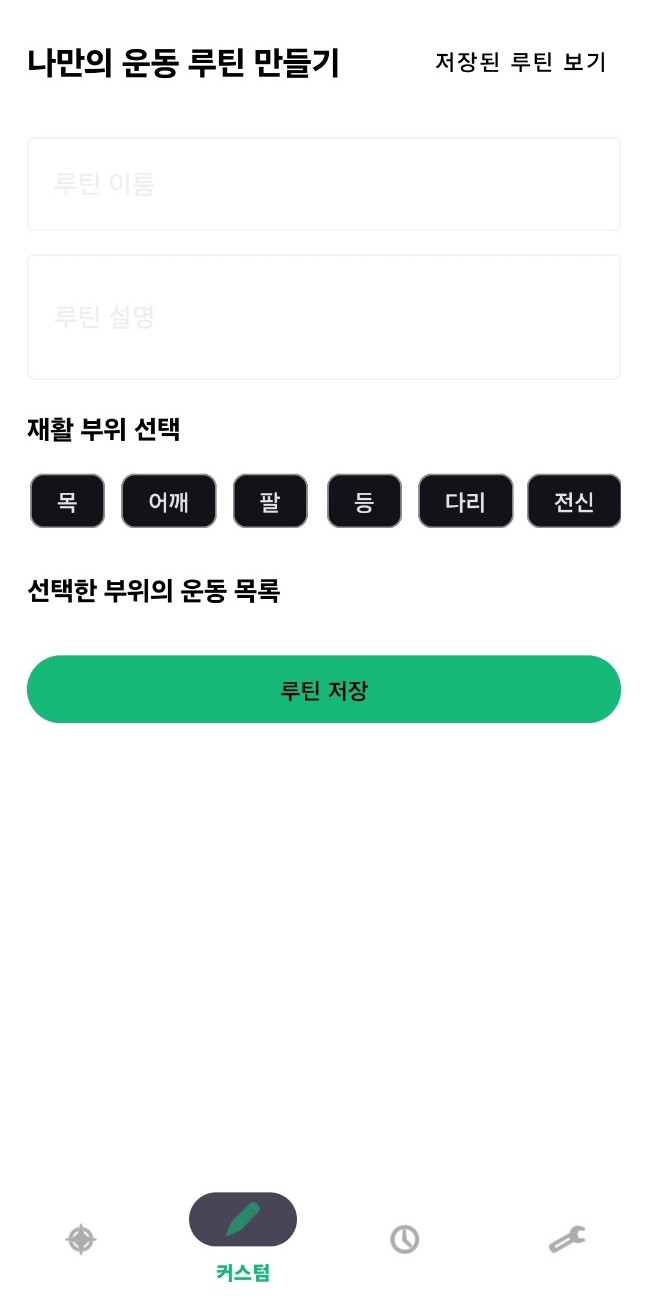 나만의 운동 루틴 만들기 저장된 루틴 보기
루틴 이름
루틴 설명
재활 부위 선택
목 어깨 팔 등 다리 전신
선택한 부위의 운동 목록
루틴 저장
커스텀